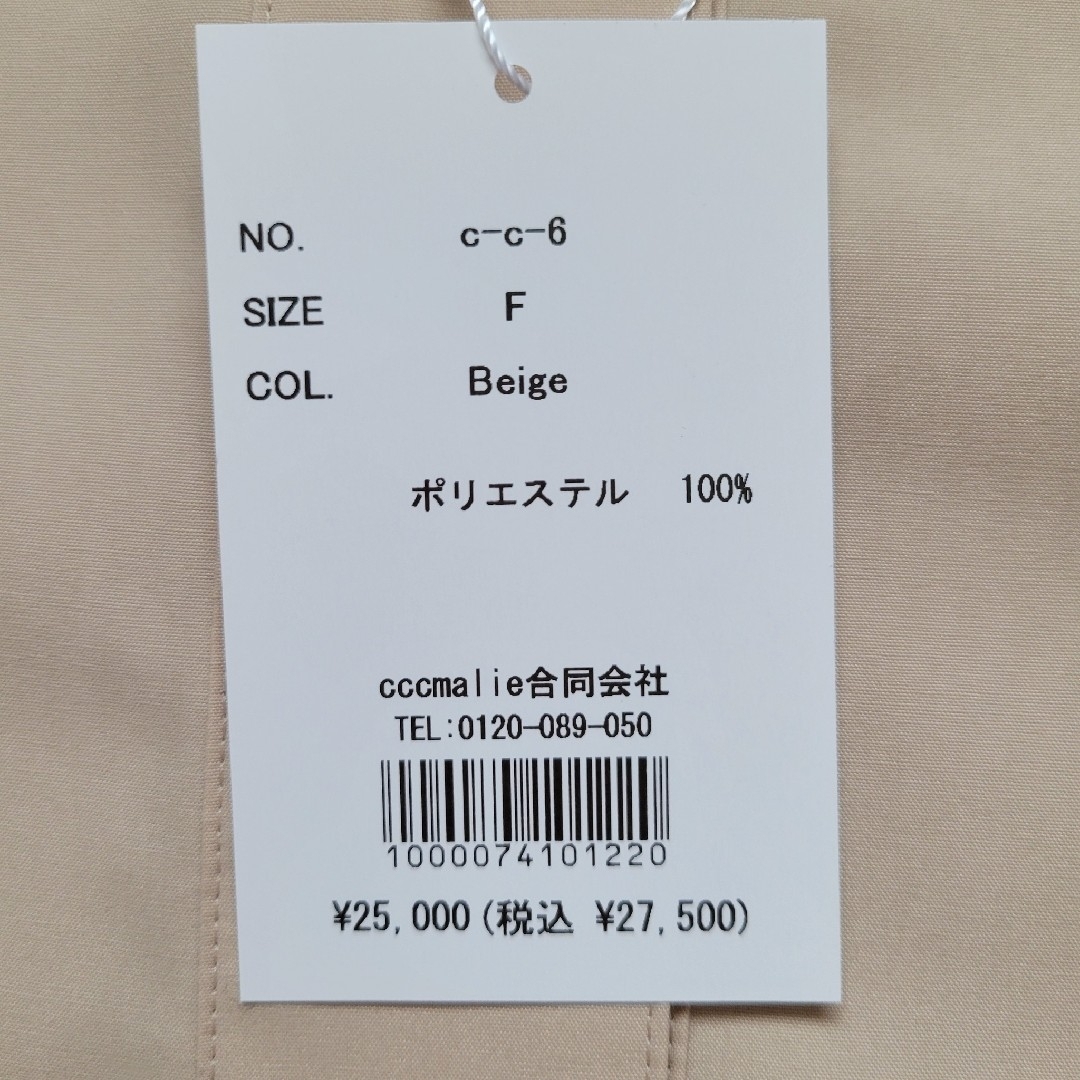 NO. c-c-6
SIZE F
COL. Beige
ポリエステル 100%
cccmalie合同会社
TEL:0120-089-050
1000074101220
¥25,000(税込 ¥27,500)